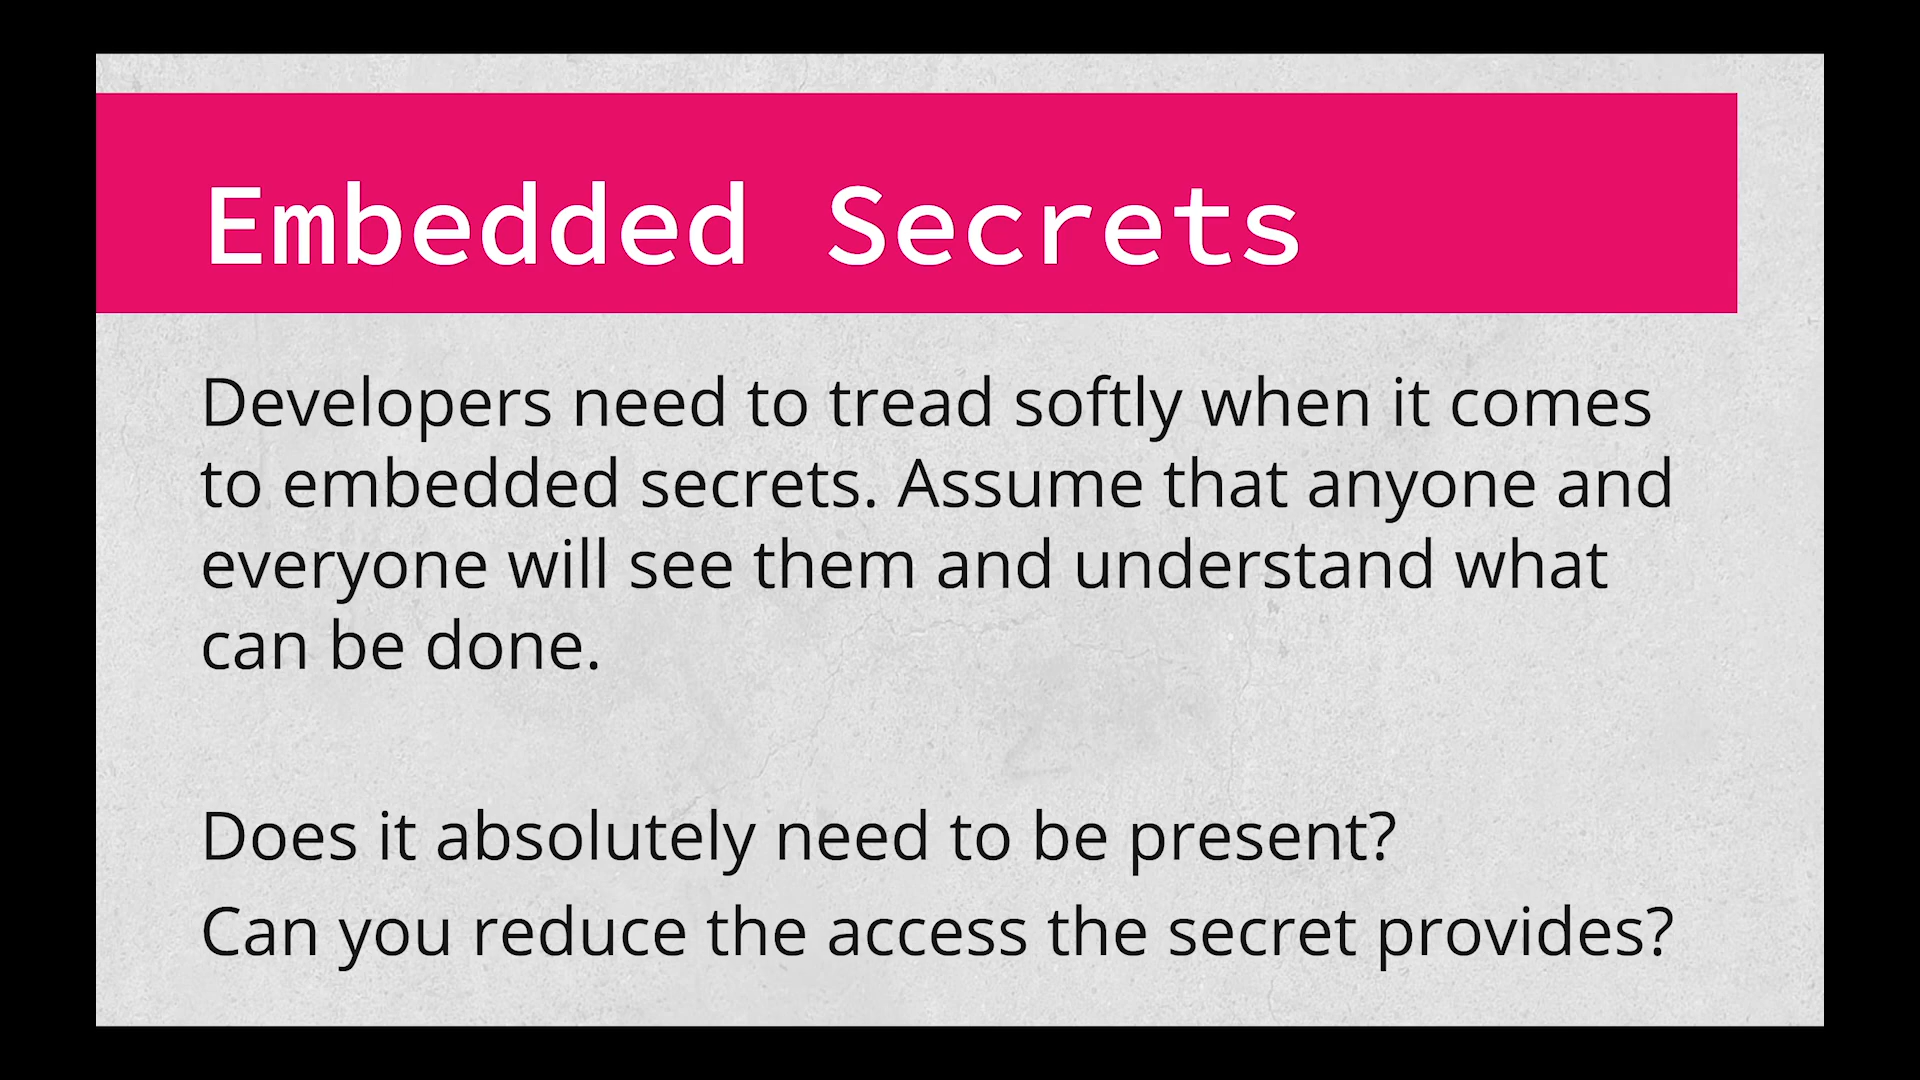 Embedded Secrets
Developers need to tread softly when it comes
to embedded secrets. Assume that anyone and
everyone will see them and understand what
can be done.
Does it absolutely need to be present?
Can you reduce the access the secret provides?